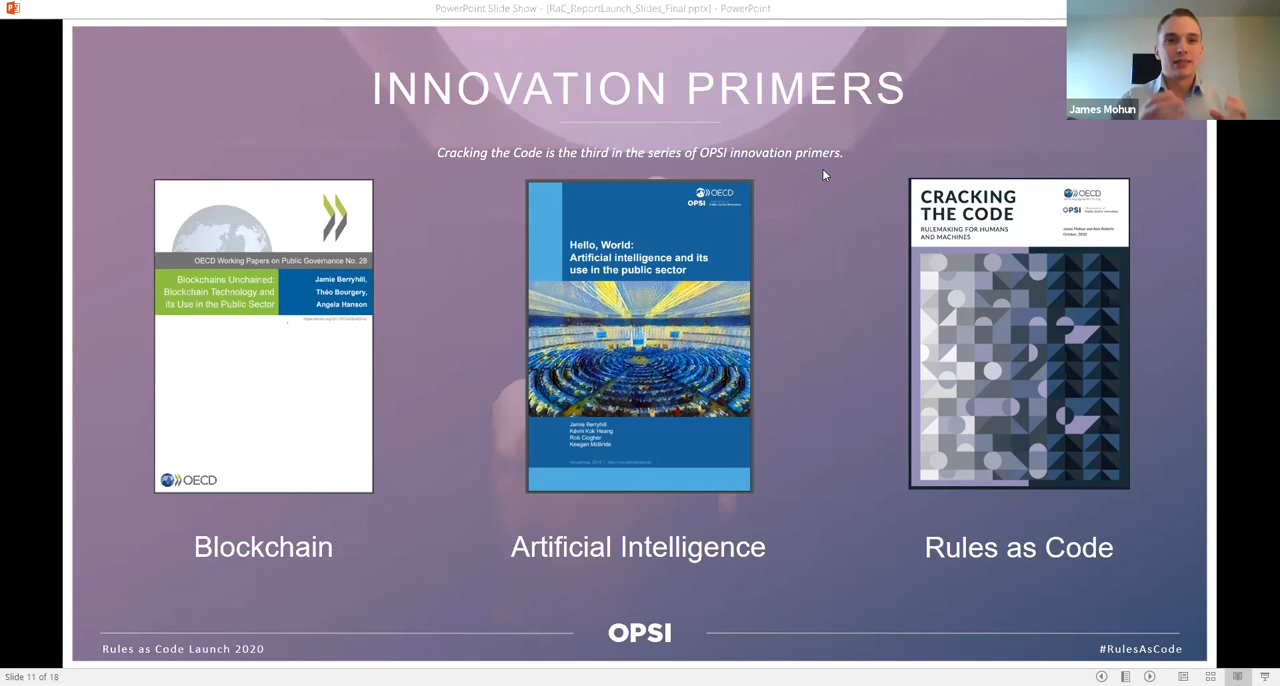 PowerPoint Slide Show - [RaC_ReportLaunch_Slides_Final.pptx] - PowerPoint
James Mohun
INNOVATION PRIMERS
Cracking the Code is the third in the series of OPSI innovation primers.
OECD Working Papers on Public Governance No. 28
Blockchains Unchained:
Blockchain Technology and
its Use in the Public Sector
Jamie Berryhill,
Théo Bourgery,
Angela Hanson
OECD
OECD
OPSI
Hello, World:
Artificial intelligence and its
use in the public sector
Jamie Berryhill
Kévin Kok Heang
Rob Clogher
Keegan McBride
CRACKING
THE CODE
RULEMAKING FOR HUMANS
AND MACHINES
OECD
OPSI
James Mohun and Alex Roberts
October, 2020
Blockchain
Artificial Intelligence
Rules as Code
OPSI
Rules as Code Launch 2020
#RulesAsCode
Slide 11 of 18